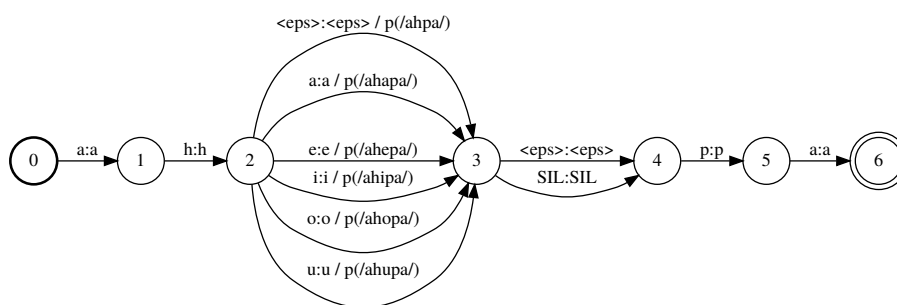 <eps>:<eps> / p(/ahpa/)
a:a / p(/ahapa/)
0 a:a 1 h:h 2 e:e / p(/ahepa/) 3 <eps>:<eps> 4 p:p 5 a:a 6
i:i / p(/ahipa/) SIL:SIL
o:o / p(/ahopa/)
u:u / p(/ahupa/)